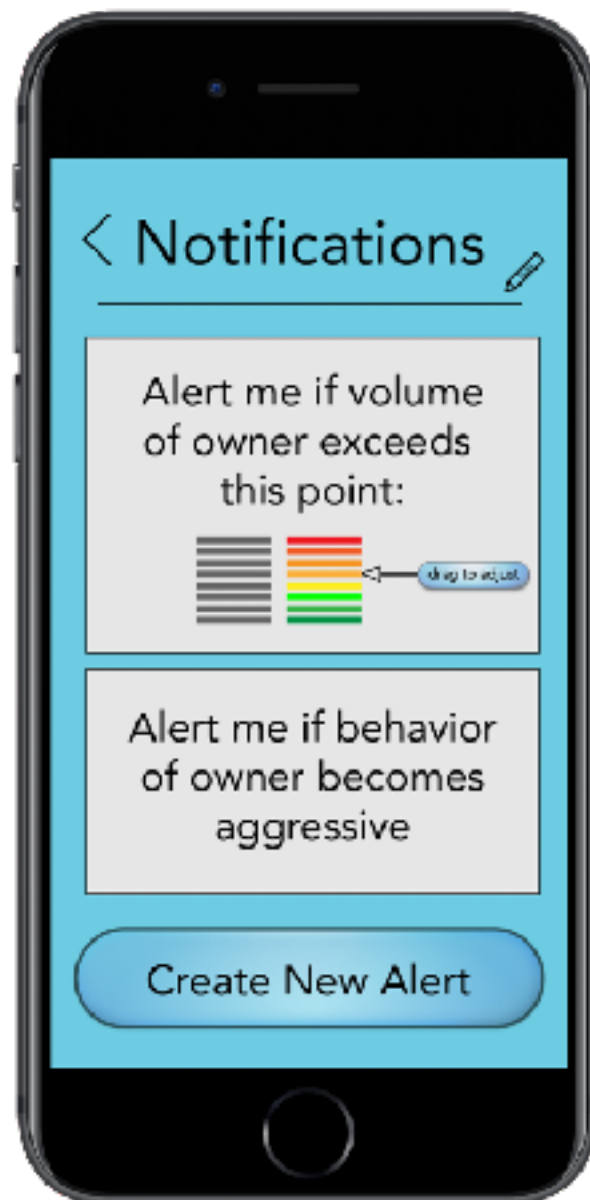 Notifications
Alert me if volume
of owner exceeds
this point:
drag to adjust
Alert me if behavior
of owner becomes
aggressive
Create New Alert